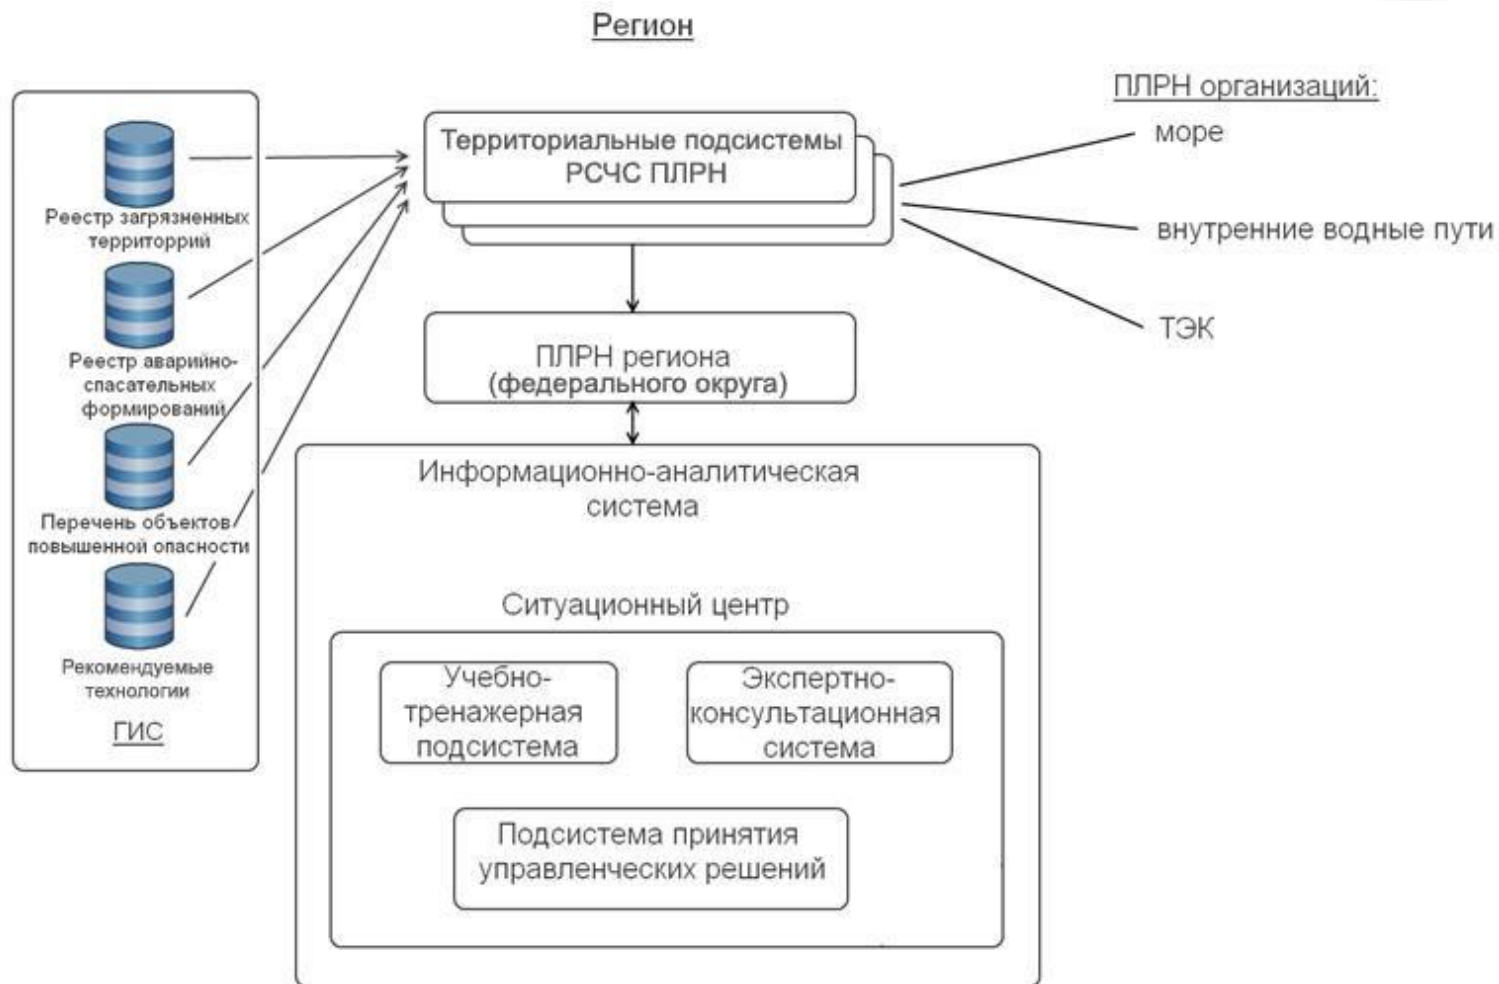 Регион
Реестр загрязненных
территоррий
Реестр аварийно-
спасательных
формирований
Перечень объектов
повышенной опасности
Рекомендуемые
технологии
ГИС
Территориальные подсистемы
РСЧС ПЛРН
ПЛРН региона
(федерального округа)
ПЛРН организаций:
море
внутренние водные пути
ТЭК
Информационно-аналитическая
система
Ситуационный центр
Учебно-
тренажерная
подсистема
Экспертно-
консультационная
система
Подсистема принятия
управленческих решений